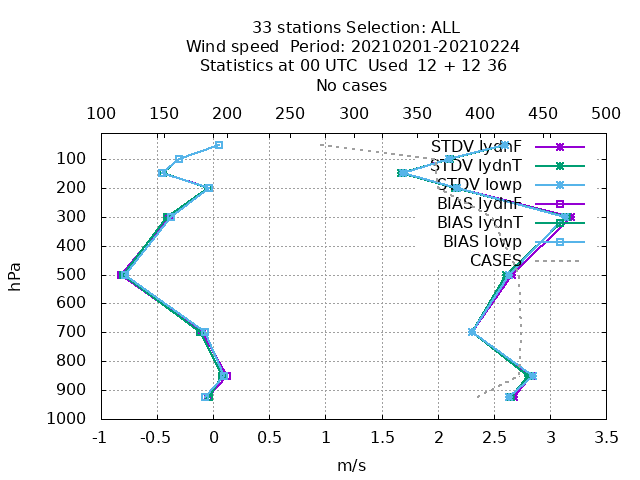 33 stations Selection: ALL
Wind speed  Period: 20210201-20210224
Statistics at 00 UTC  Used  12 + 12 36
No cases
100 150 200 250 300 350 400 450 500
STDV lydnF
STDV lydnT
STDV lowp
BIAS lydnF
BIAS lydnT
BIAS lowp
CASES
hPa
100
200
300
400
500
600
700
800
900
1000
-1 -0.5 0 0.5 1 1.5 2 2.5 3 3.5
m/s